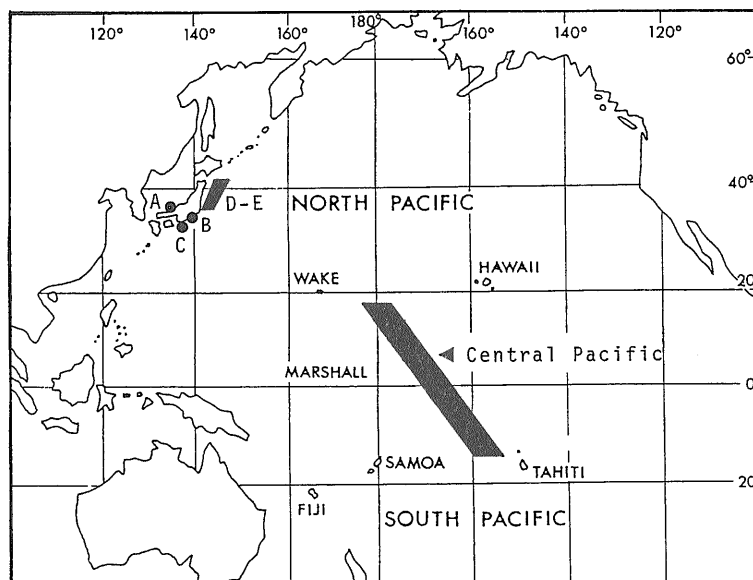 120° 140° 160° 180° 160° 140° 120°
60°
40°
A
D-E NORTH PACIFIC
B
C
HAWAII
WAKE
20
Central Pacific
MARSHALL
0
SAMOA
TAHITI
20
FIJI
SOUTH PACIFIC